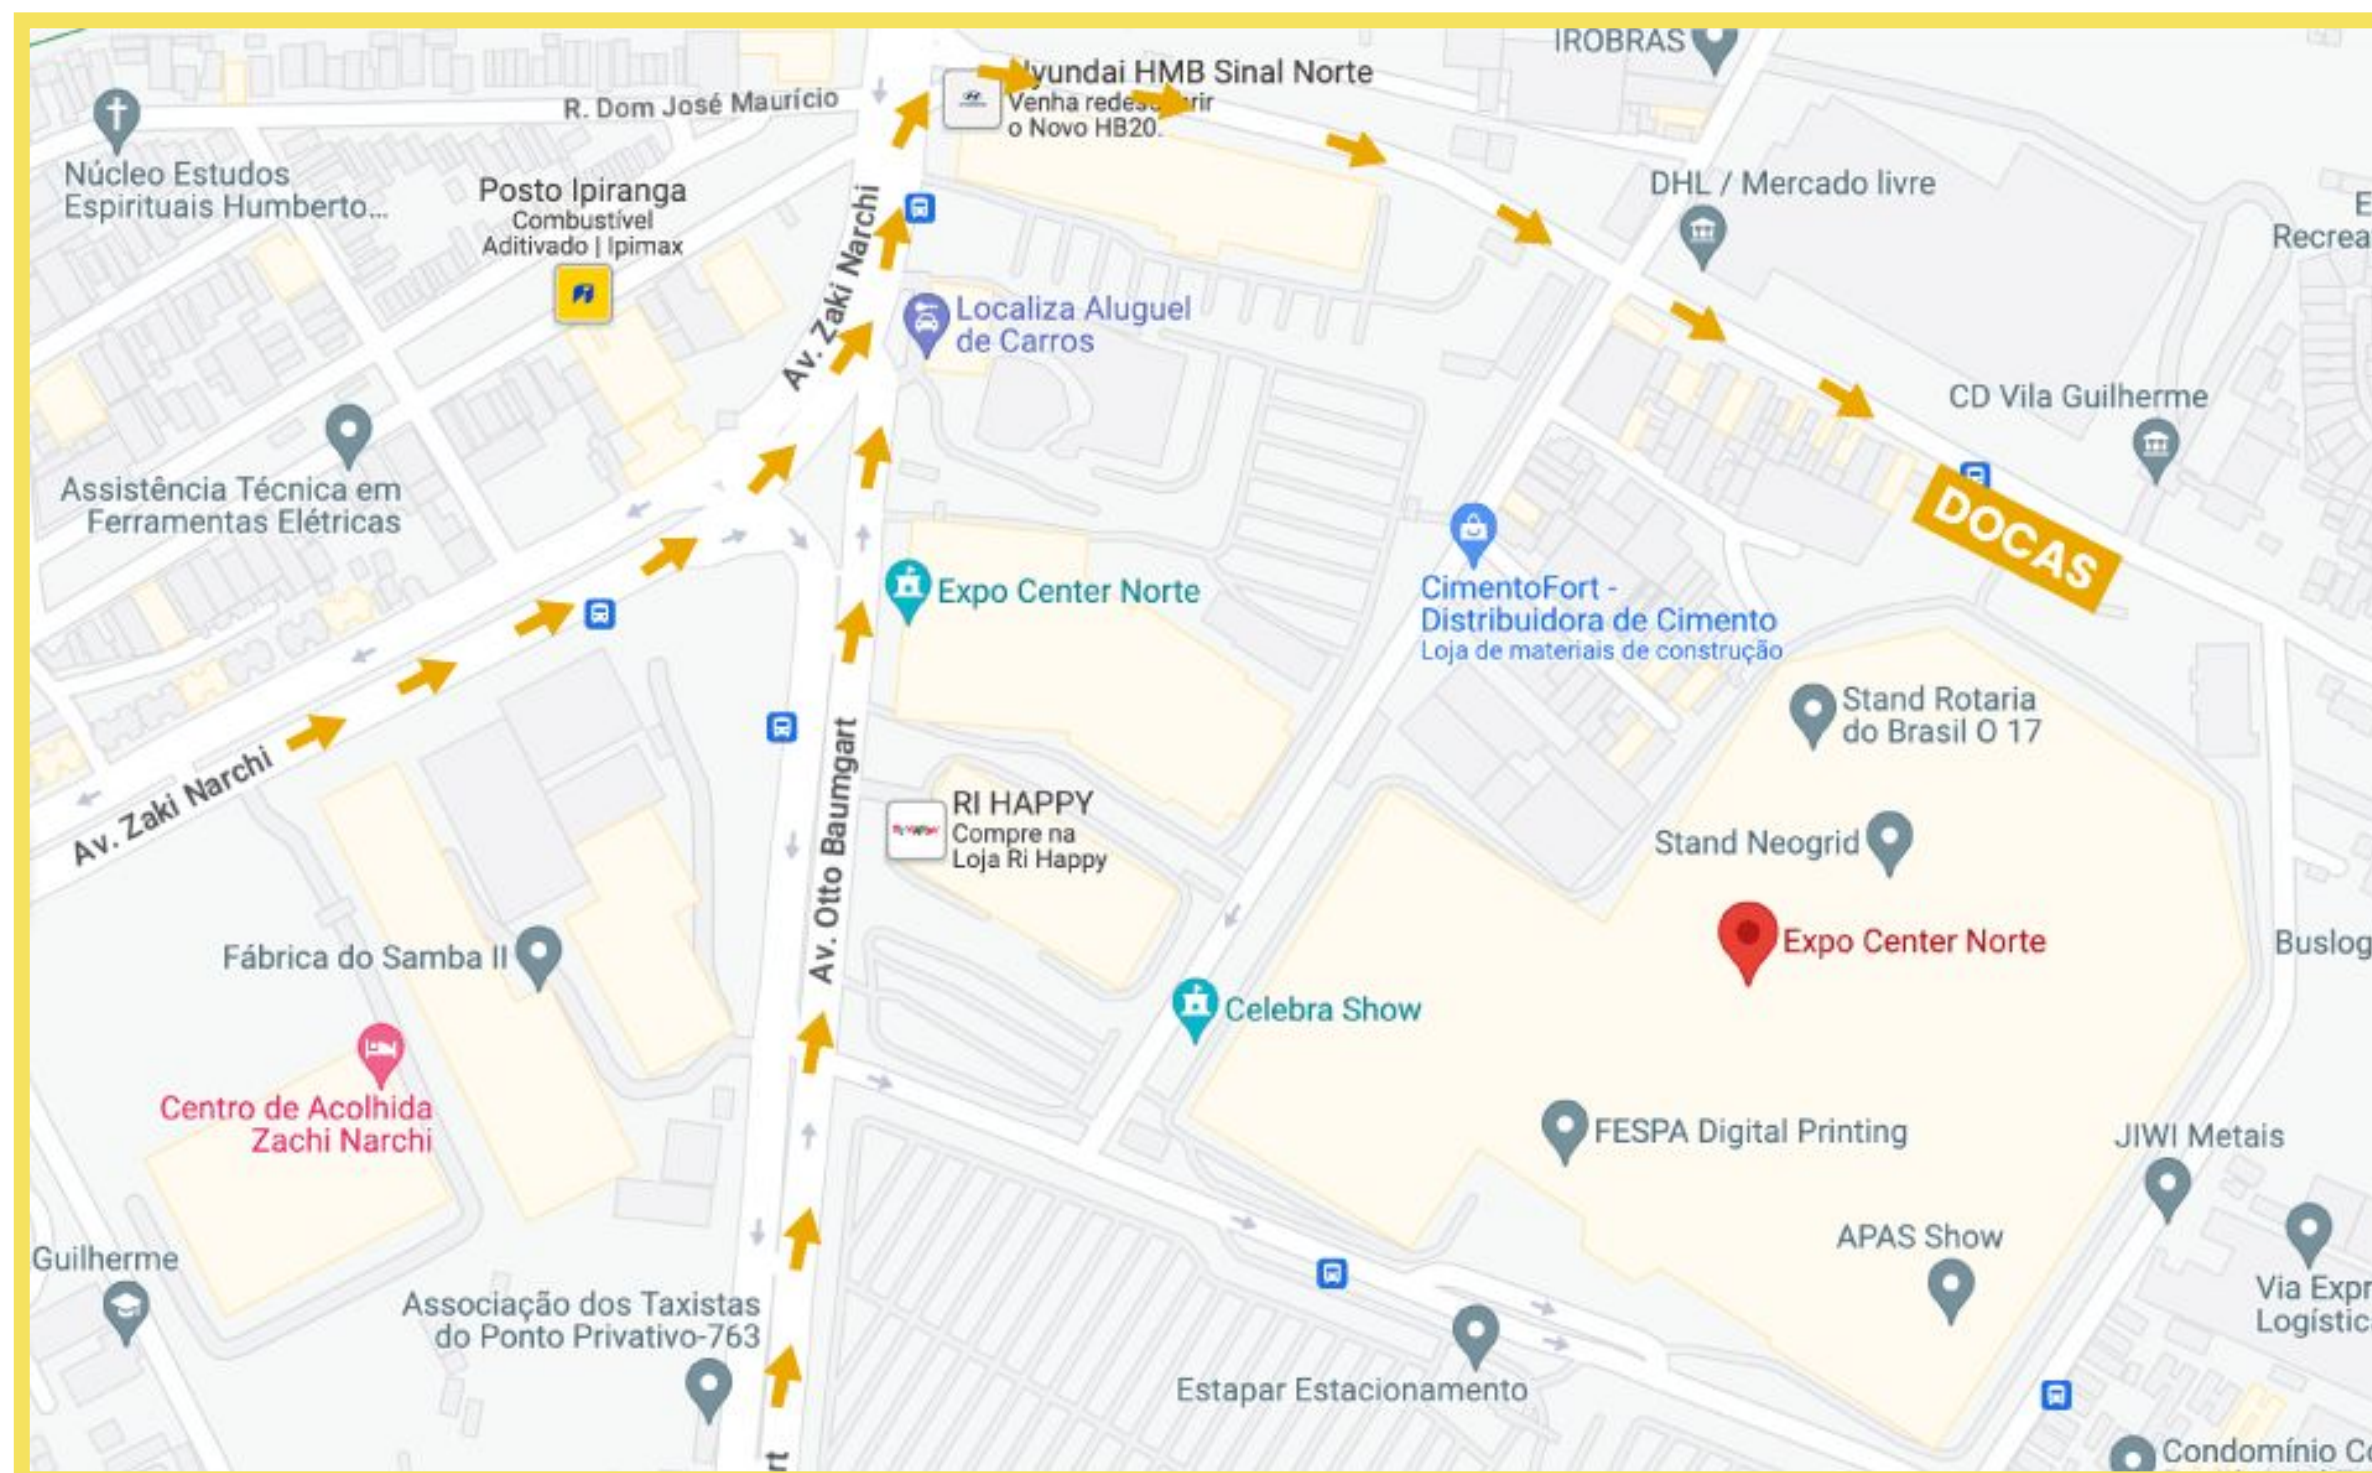 IROBRAS
Hyundai HMB Sinal Norte
Venha redescobrir
o Novo HB20.
R. Dom José Maurício
Núcleo Estudos
Espirituais Humberto...
Posto Ipiranga
Combustível
Aditivado | Ipimax
DHL / Mercado livre
Recrea
Av. Zaki Narchi
Localiza Aluguel
de Carros
CD Vila Guilherme
Assistência Técnica em
Ferramentas Elétricas
DOCAS
Expo Center Norte
CimentoFort -
Distribuidora de Cimento
Loja de materiais de construção
Stand Rotaria
do Brasil O 17
Av. Zaki Narchi
Av. Otto Baumgart
RI HAPPY
Compre na
Loja Ri Happy
Stand Neogrid
Expo Center Norte
Buslog
Fábrica do Samba II
Celebra Show
Centro de Acolhida
Zachi Narchi
FESPA Digital Printing
JIWI Metais
APAS Show
Guilherme
Via Expr
Logístic
Associação dos Taxistas
do Ponto Privativo-763
Estapar Estacionamento
rt
Condomínio Co